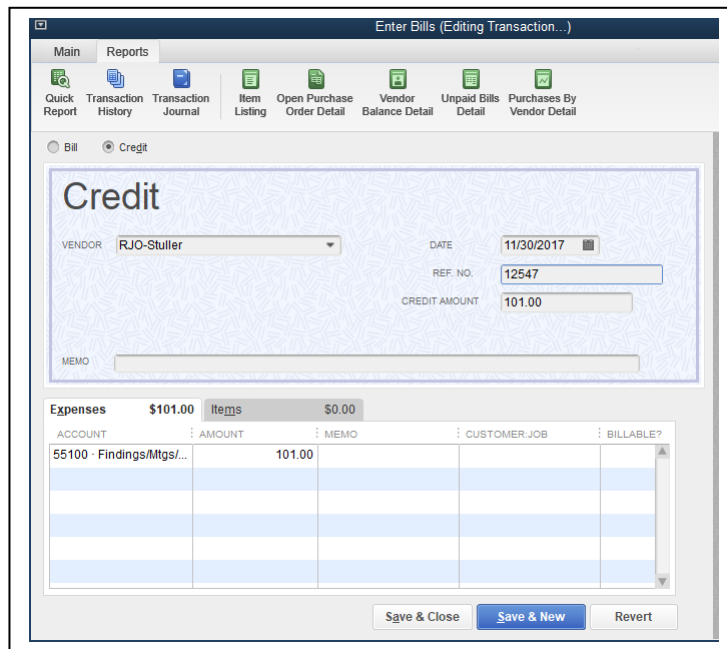 Enter Bills (Editing Transaction...)
Main Reports
Quick Report Transaction History Transaction Journal Item Listing Open Purchase Order Detail Vendor Balance Detail Unpaid Bills Detail Purchases By Vendor Detail
Bill Credit
Credit
VENDOR RJO-Stuller DATE 11/30/2017
REF. NO. 12547
CREDIT AMOUNT 101.00
MEMO
Expenses $101.00 Items $0.00
ACCOUNT AMOUNT MEMO CUSTOMER:JOB BILLABLE?
55100 · Findings/Mtgs/... 101.00
Save & Close Save & New Revert